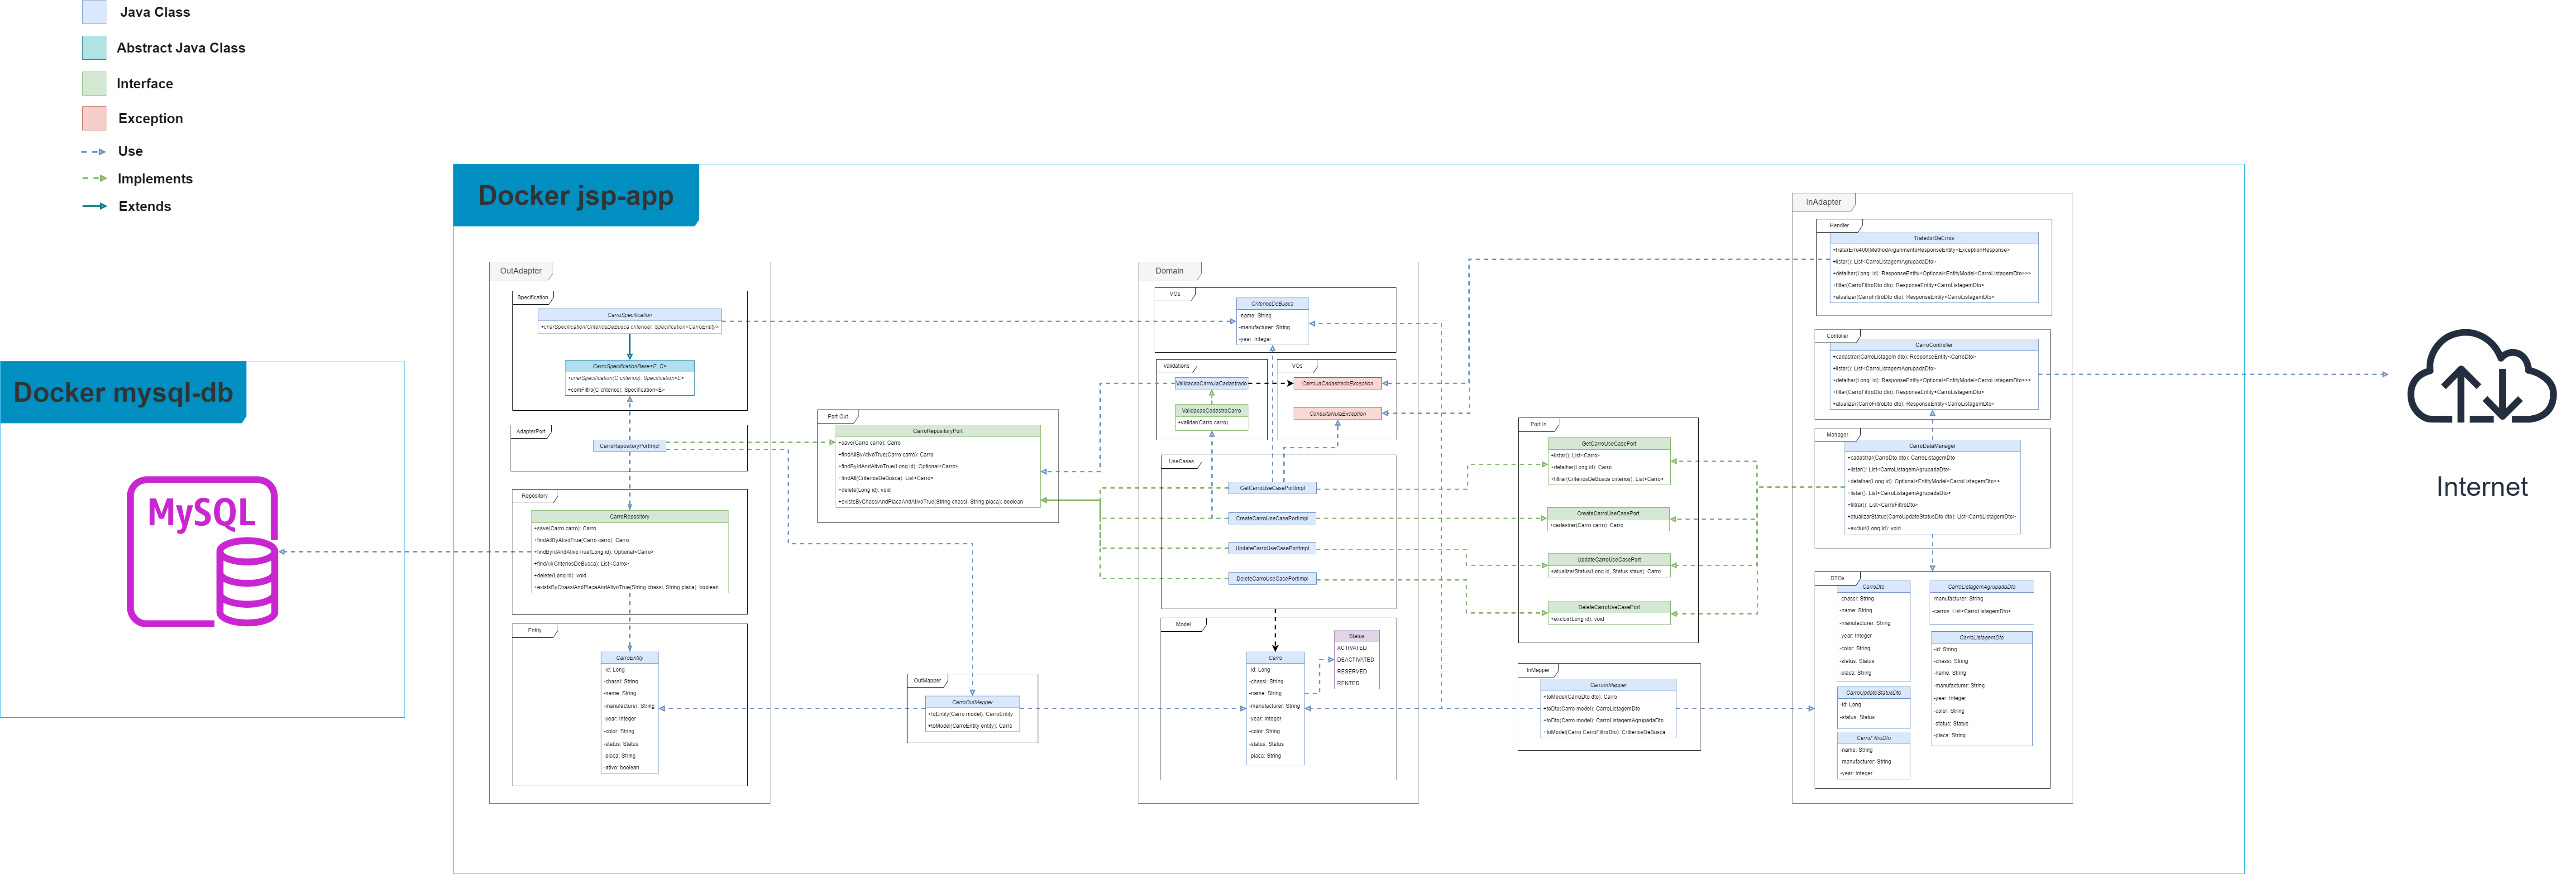 Java Class
Abstract Java Class
Interface
Exception
Use
Implements
Extends
Docker mysql-db
MySQL
Docker jsp-app
OutAdapter
Specification
CarroSpecification
+criarSpecification(CriteriosDeBusca criterios): Specification<CarroEntity>
CarroSpecificationBase<E, C>
+criarSpecification(C criterios): Specification<E>
+comFiltro(C criterios): Specification<E>
AdapterPort
CarroRepositoryPortImpl
Repository
CarroRepository
+save(Carro carro): Carro
+findAllByAtivoTrue(Carro carro): Carro
+findByIdAndAtivoTrue(Long id): Optional<Carro>
+findAll(CriteriosDeBusca): List<Carro>
+delete(Long id): void
+existsByChassiAndPlacaAndAtivoTrue(String chassi, String placa): boolean
Entity
CarroEntity
-id: Long
-chassi: String
-name: String
-manufacturer: String
-year: Integer
-color: String
-status: Status
-placa: String
-ativo: boolean
Port Out
CarroRepositoryPort
+save(Carro carro): Carro
+findAllByAtivoTrue(Carro carro): Carro
+findByIdAndAtivoTrue(Long id): Optional<Carro>
+findAll(CriteriosDeBusca): List<Carro>
+delete(Long id): void
+existsByChassiAndPlacaAndAtivoTrue(String chassi, String placa): boolean
OutMapper
CarroOutMapper
+toEntity(Carro model): CarroEntity
+toModel(CarroEntity entity): Carro
Domain
VOs
CriteriosDeBusca
-name: String
-manufacturer: String
-year: Integer
Validations
ValidacaoCarroJaCadastrado
ValidacaoCadastroCarro
+validar(Carro carro)
VOs
CarroJaCadastradoException
ConsultaNulaException
UseCases
GetCarroUseCasePortImpl
CreateCarroUseCasePortImpl
UpdateCarroUseCasePortImpl
DeleteCarroUseCasePortImpl
Model
Carro
-id: Long
-chassi: String
-name: String
-manufacturer: String
-year: Integer
-color: String
-status: Status
-placa: String
Status
ACTIVATED
DEACTIVATED
RESERVED
RENTED
Port In
GetCarroUseCasePort
+listar(): List<Carro>
+detalhar(Long id): Carro
+filtrar(CriteriosDeBusca criterios): List<Carro>
CreateCarroUseCasePort
+cadastrar(Carro carro): Carro
UpdateCarroUseCasePort
+atualizarStatus(Long id, Status staus): Carro
DeleteCarroUseCasePort
+excluir(Long id): void
InMapper
CarroInMapper
+toModel(CarroDto dto): Carro
+toDto(Carro model): CarroListagemDto
+toDto(Carro model): CarroListagemAgrupadaDto
+toModel(Carro CarroFiltroDto): CrtiteriosDeBusca
InAdapter
Handler
TratadorDeErros
+tratarErro400(MethodArgunmentoResponseEntity<ExceptionResponse>
+listar(): List<CarroListagemAgrupadaDto>
+detalhar(Long: id): ResponseEntity<Optional<EntityModel<CarroListagemDto>>>
+filtar(CarroFiltroDto dto): ResponseEntity<CarroListagemDto>
+atualizar(CarroFiltroDto dto): ResponseEntity<CarroListagemDto>
Contoller
CarroController
+cadastrar(CarroListagem dto): ResponseEntity<CarroDto>
+listar(): List<CarroListagemAgrupadaDto>
+detalhar(Long: id): ResponseEntity<Optional<EntityModel<CarroListagemDto>>>
+filtar(CarroFiltroDto dto): ResponseEntity<CarroListagemDto>
+atualizar(CarroFiltroDto dto): ResponseEntity<CarroListagemDto>
Manager
CarroDataManager
+cadastrar(CarroDto dto): CarroListagemDto
+listar(): List<CarroListagemAgrupadaDto>
+detalhar(Long id): Optional<EntityModel<CarroListagemDto>>
+listar(): List<CarroListagemAgrupadaDto>
+filtrar(): List<CarroFiltroDto>
+atualizarStatus(CarroUpdateStatusDto dto): List<CarroListagemDto>
+excluir(Long id): void
DTOs
CarroDto
-chassi: String
-name: String
-manufacturer: String
-year: Integer
-color: String
-status: Status
-placa: String
CarroUpdateStatusDto
-id: Long
-status: Status
CarroFiltroDto
-name: String
-manufacturer: String
-year: Integer
CarroListagemAgrupadaDto
-manufacturer: String
-carros: List<CarroListagemDto>
CarroListagemDto
-id: String
-chassi: String
-name: String
-manufacturer: String
-year: Integer
-color: String
-status: Status
-placa: String
Internet